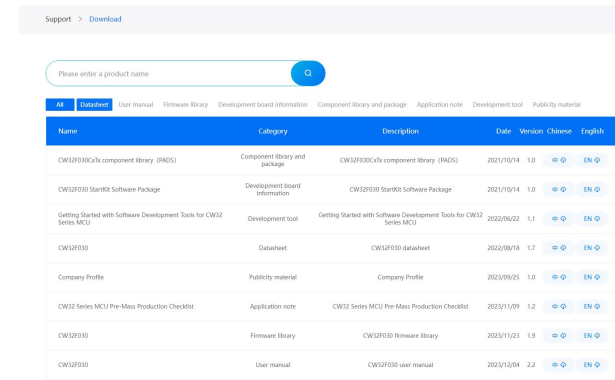 Support > Download
Please enter a product name
All Datasheet User manual Firmware library Development board information Component library and package Application note Development tool Publicity material
Name Category Description Date Version Chinese English
CW32F030CxTx component library (PADS) Component library and package CW32F030CxTx component library (PADS) 2021/10/14 1.0 中 EN
CW32F030 StartKit Software Package Development board information CW32F030 StartKit Software Package 2021/10/14 1.0 中 EN
Getting Started with Software Development Tools for CW32 Series MCU Development tool Getting Started with Software Development Tools for CW32 Series MCU 2022/06/22 1.1 中 EN
CW32F030 Datasheet CW32F030 datasheet 2022/08/18 1.7 中 EN
Company Profile Publicity material Company Profile 2023/09/25 1.0 中 EN
CW32 Series MCU Pre-Mass Production Checklist Application note CW32 Series MCU Pre-Mass Production Checklist 2023/11/09 1.2 中 EN
CW32F030 Firmware library CW32F030 firmware library 2023/11/23 1.9 中 EN
CW32F030 User manual CW32F030 user manual 2023/12/04 2.2 中 EN